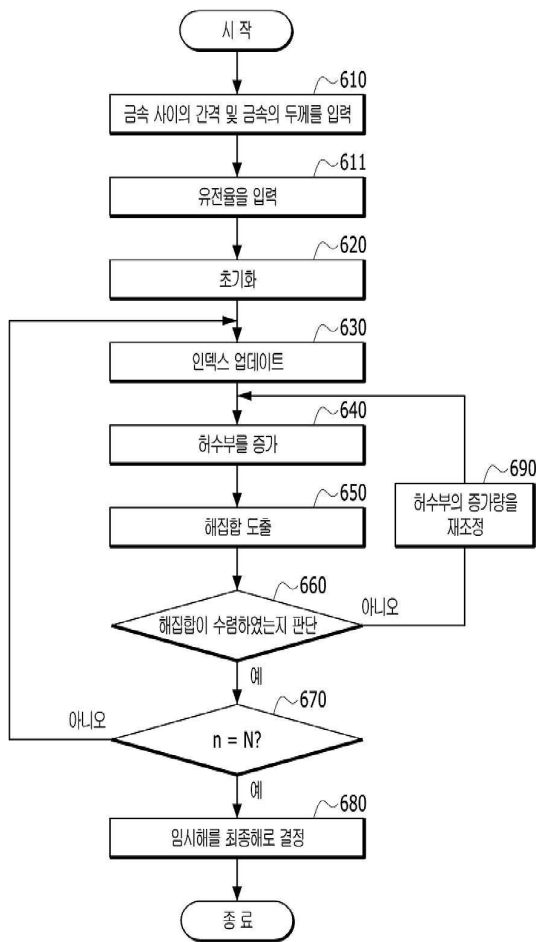 시 작
610
금속 사이의 간격 및 금속의 두께를 입력
611
유전율을 입력
620
초기화
630
인덱스 업데이트
640
허수부를 증가
650
해집합 도출
690
허수부의 증가량을
재조정
660
해집합이 수렴하였는지 판단
아니오
예
670
아니오
n = N?
예
680
임시해를 최종해로 결정
종 료